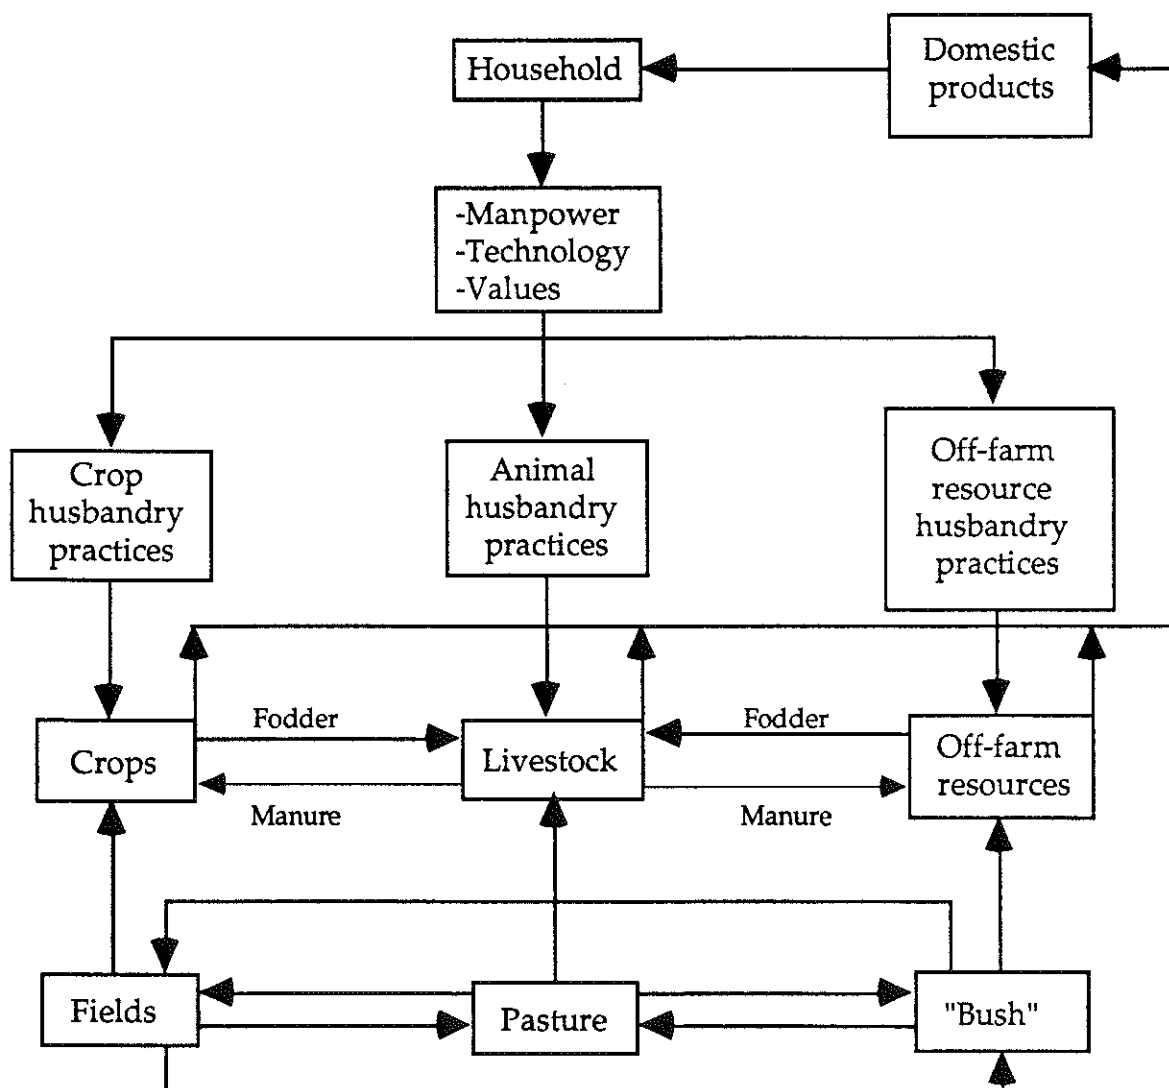 Household
Domestic
products
-Manpower
-Technology
-Values
Crop
husbandry
practices
Animal
husbandry
practices
Off-farm
resource
husbandry
practices
Fodder
Fodder
Crops
Livestock
Off-farm
resources
Manure
Manure
Fields
Pasture
"Bush"